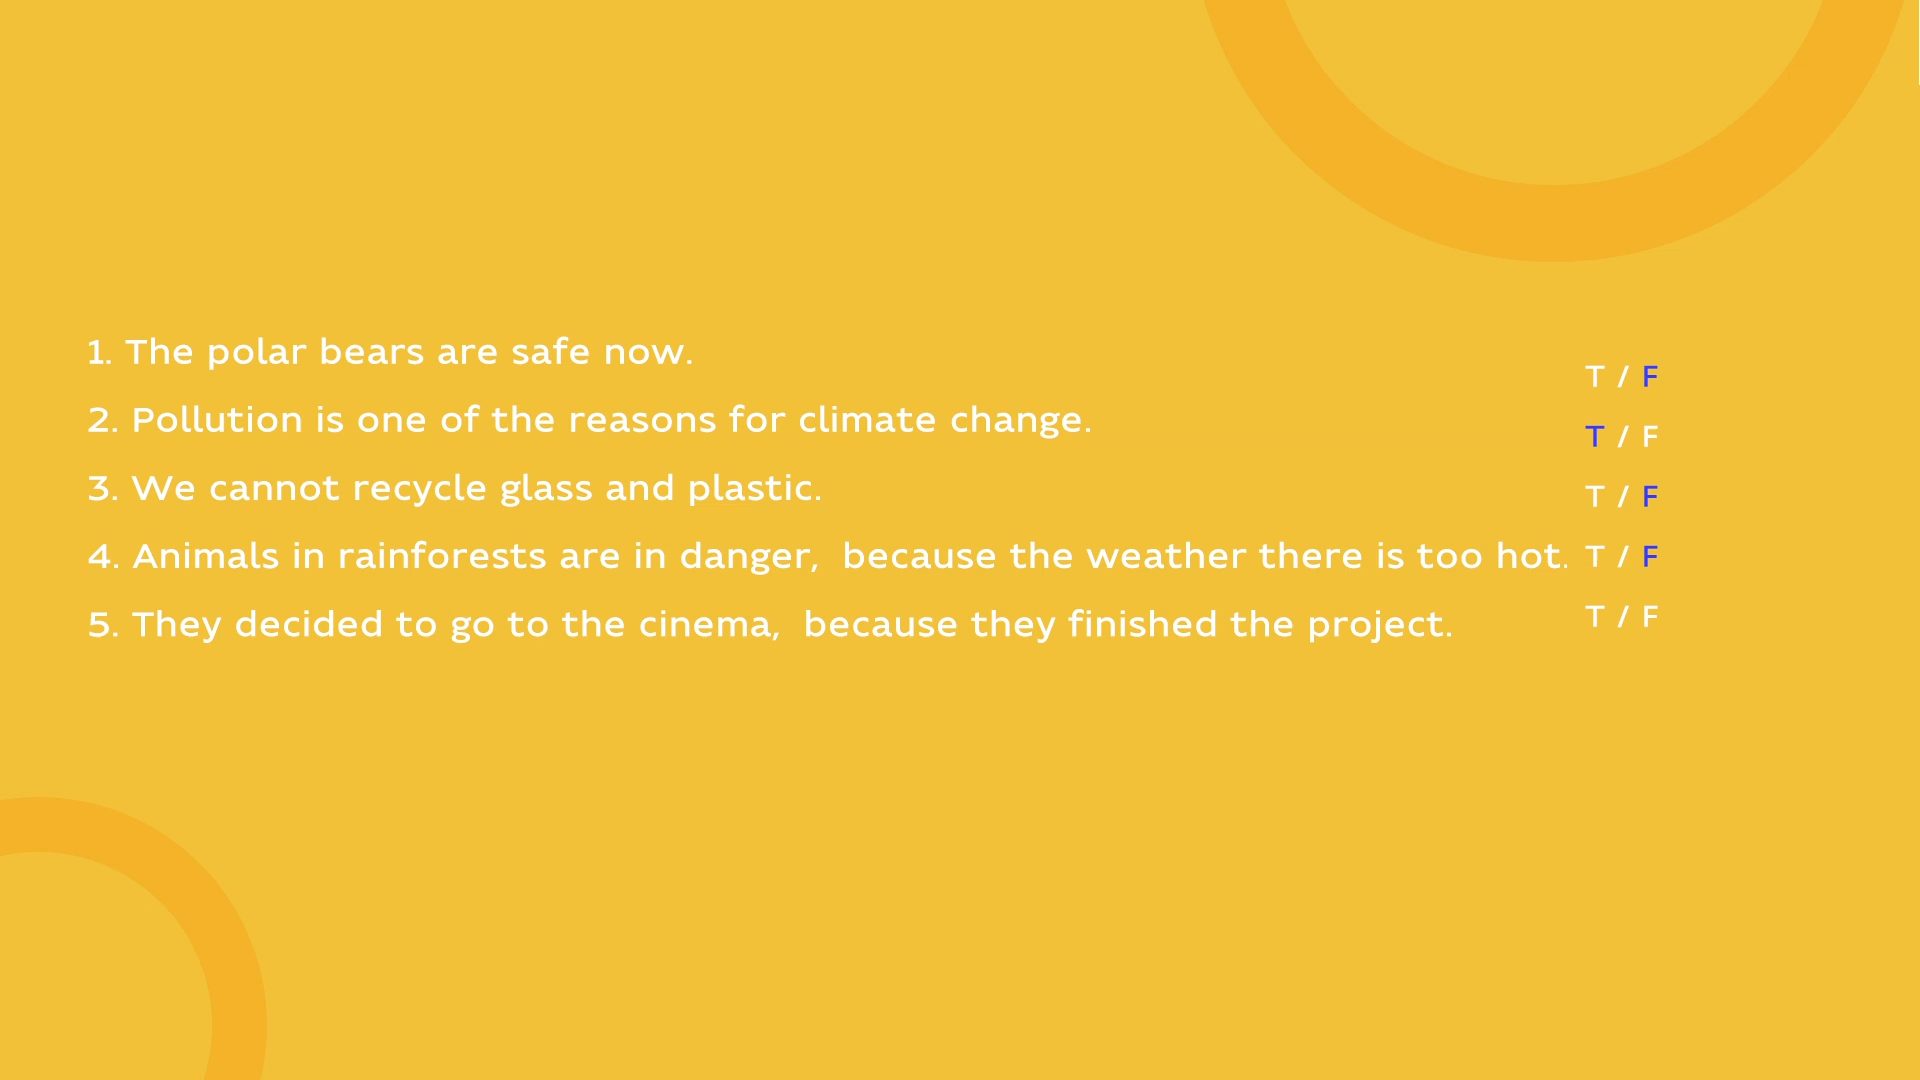 1. The polar bears are safe now.
T / F
2. Pollution is one of the reasons for climate change.
T / F
3. We cannot recycle glass and plastic.
T / F
4. Animals in rainforests are in danger,  because the weather there is too hot.
T / F
5. They decided to go to the cinema,  because they finished the project.
T / F